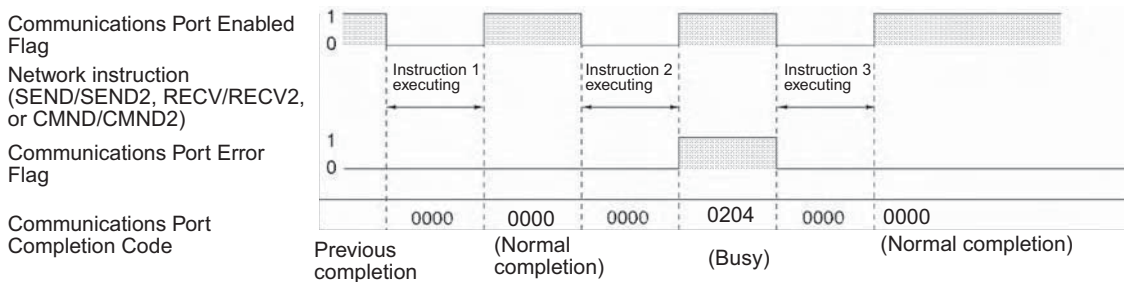 Communications Port Enabled
Flag
1
0
Network instruction
(SEND/SEND2, RECV/RECV2,
or CMND/CMND2)
Instruction 1
executing
Instruction 2
executing
Instruction 3
executing
Communications Port Error
Flag
1
0
Communications Port
Completion Code
0000
0000
0000
0204
0000
0000
Previous
completion
(Normal
completion)
(Busy)
(Normal completion)